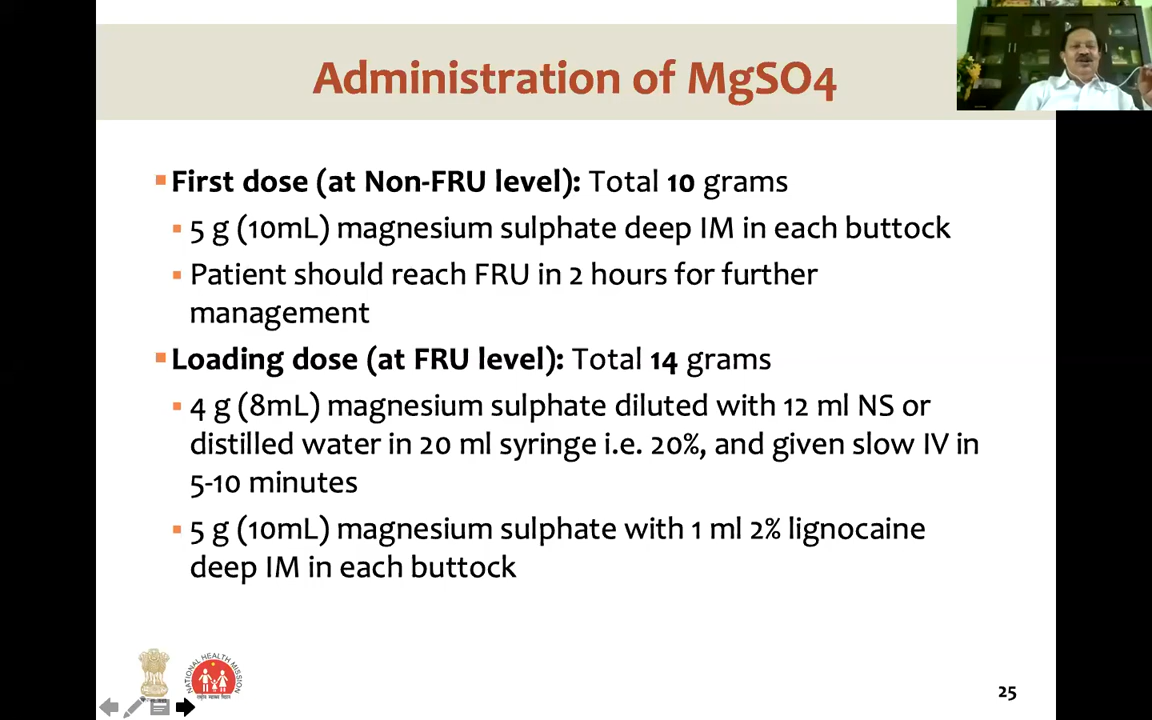 Administration of MgSO4
First dose (at Non-FRU level): Total 10 grams
5 g (10mL) magnesium sulphate deep IM in each buttock
Patient should reach FRU in 2 hours for further
management
Loading dose (at FRU level): Total 14 grams
4 g (8mL) magnesium sulphate diluted with 12 ml NS or
distilled water in 20 ml syringe i.e. 20%, and given slow IV in
5-10 minutes
5 g (10mL) magnesium sulphate with 1 ml 2% lignocaine
deep IM in each buttock
NATIONAL HEALTH MISSION
25